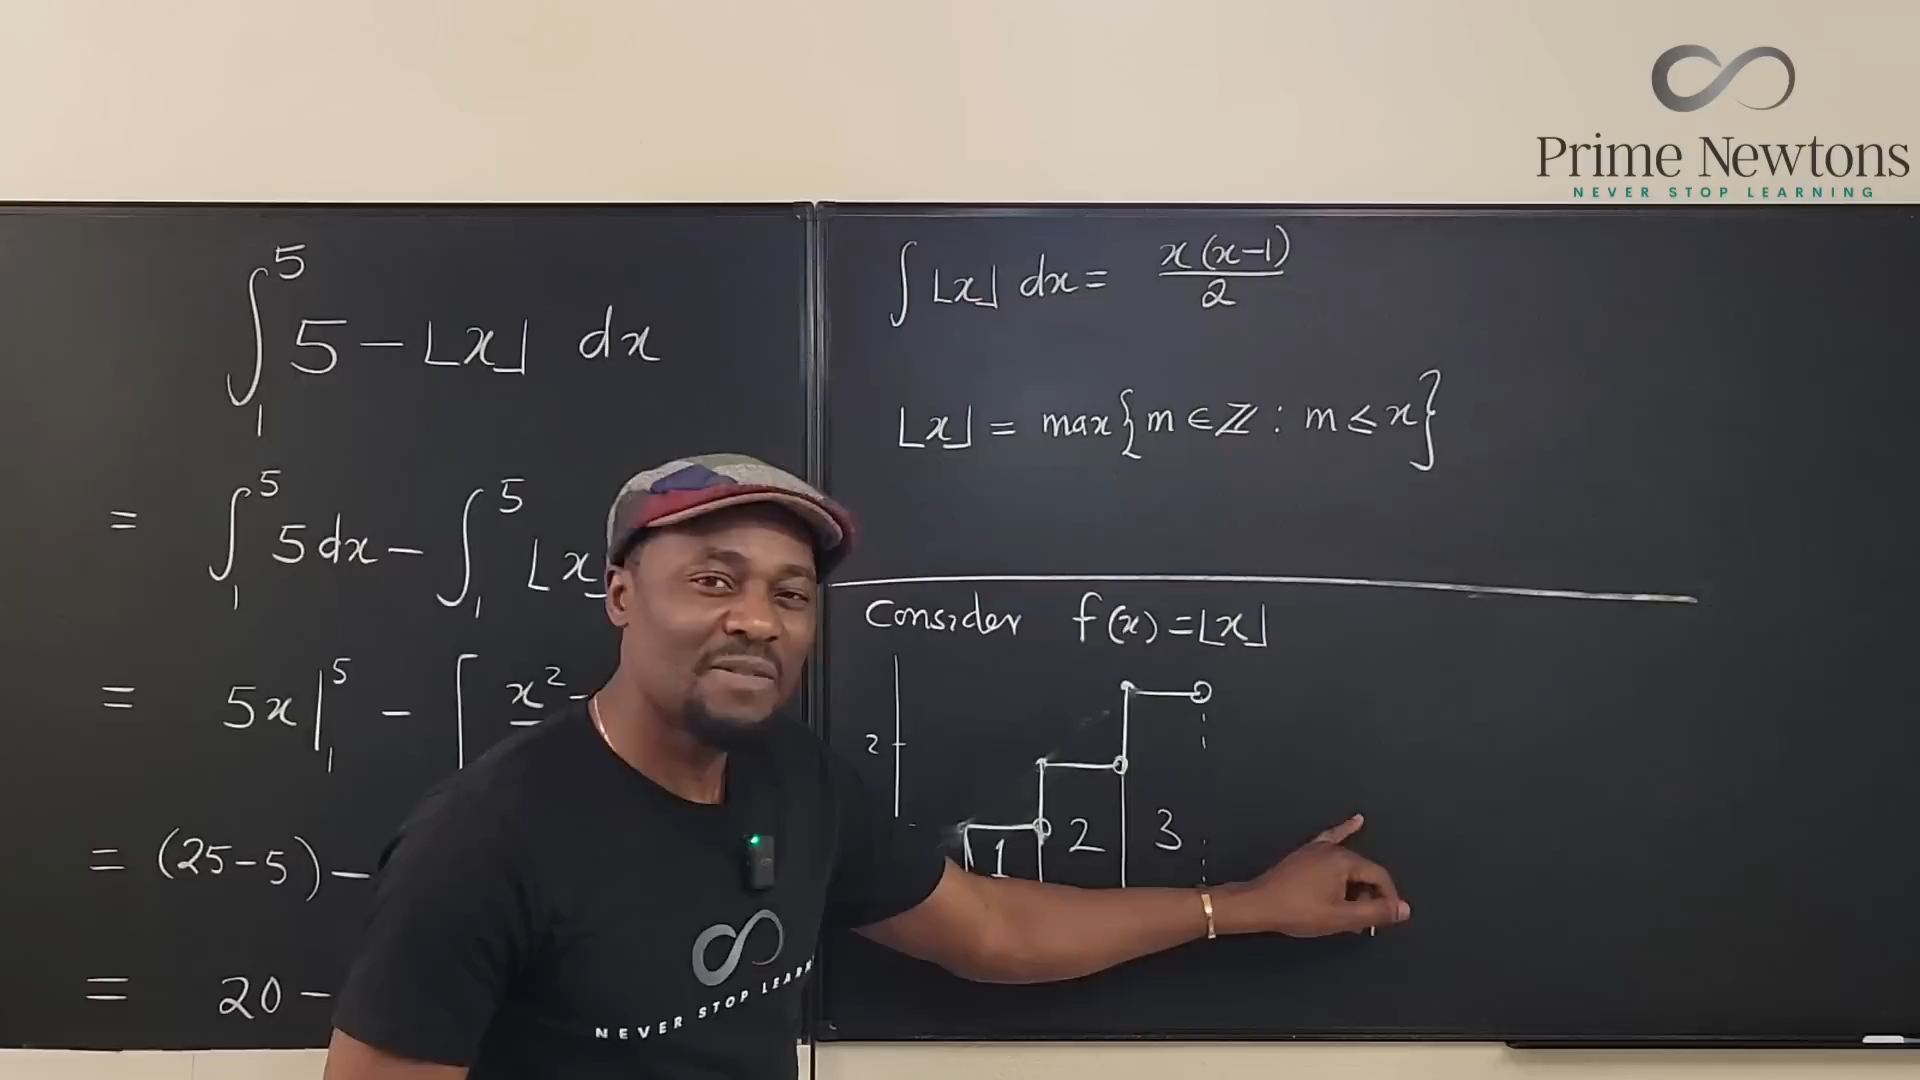 Prime Newtons
NEVER STOP LEARNING
∫₁⁵ 5 − ⌊x⌋ dx
= ∫₁⁵ 5 dx − ∫₁⁵ ⌊x
= 5x |₁⁵ − [ x² −
= (25−5) −
= 20 −
∫ ⌊x⌋ dx = x(x−1)/2
⌊x⌋ = max{m ∈ ℤ : m ≤ x}
Consider f(x) = ⌊x⌋
2
1 2 3
NEVER STOP LEARN